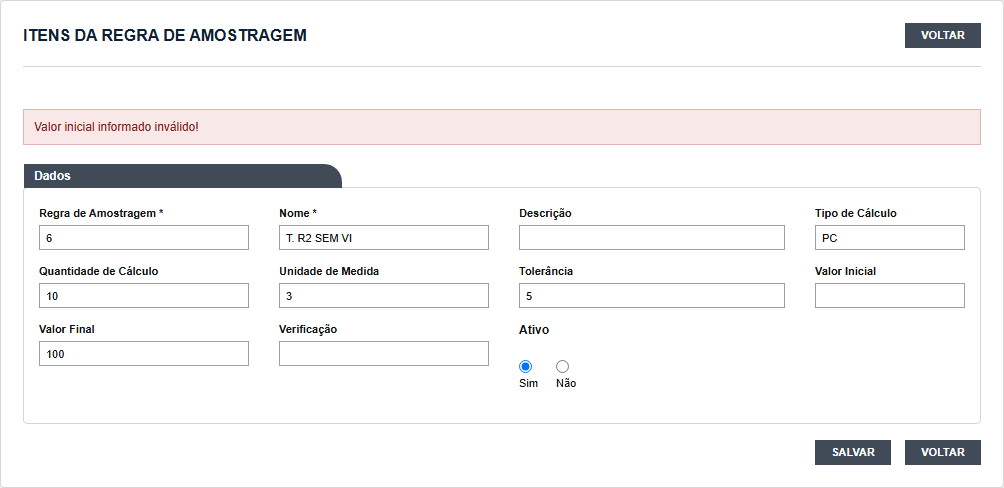 ITENS DA REGRA DE AMOSTRAGEM
VOLTAR
Valor inicial informado inválido!
Dados
Regra de Amostragem * Nome * Descrição Tipo de Cálculo
6 T. R2 SEM VI PC
Quantidade de Cálculo Unidade de Medida Tolerância Valor Inicial
10 3 5
Valor Final Verificação Ativo
100
Sim Não
SALVAR VOLTAR